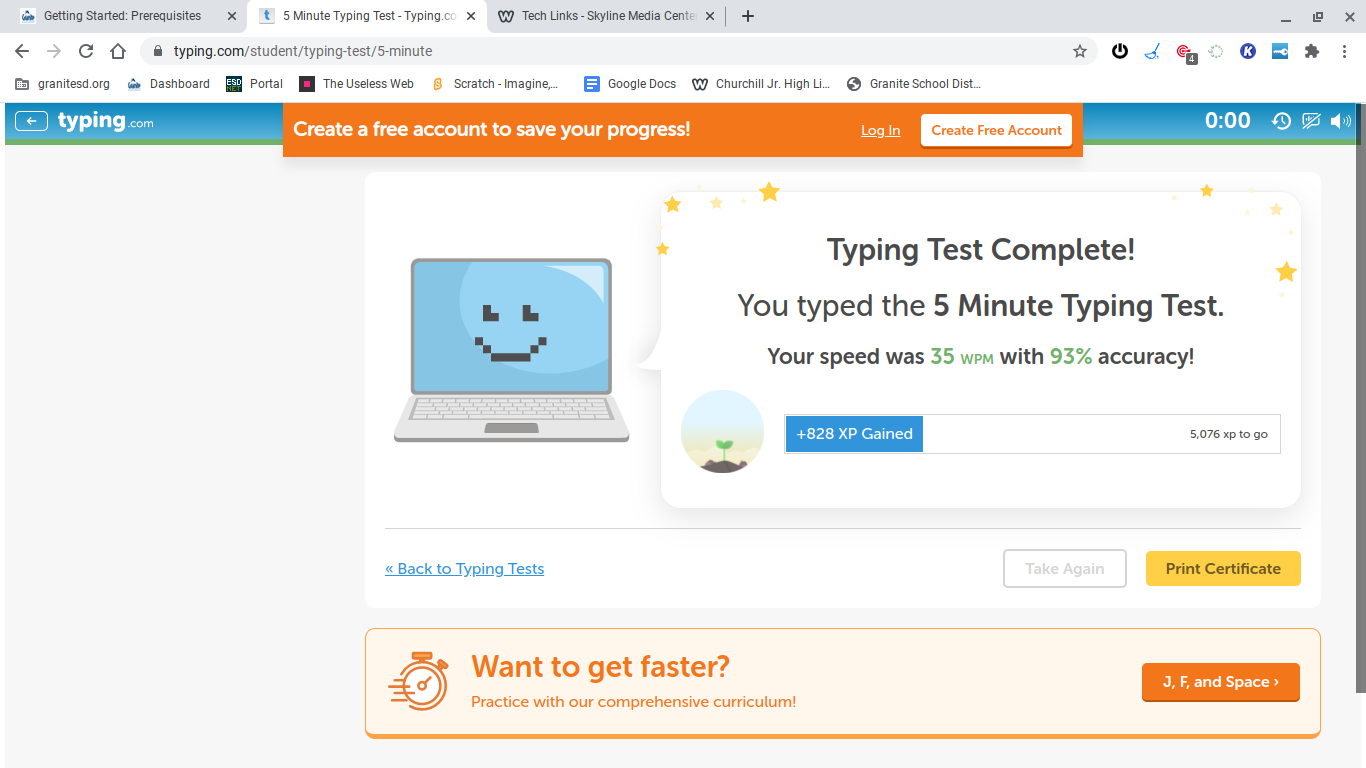 Getting Started: Prerequisites
5 Minute Typing Test - Typing.co
Tech Links - Skyline Media Cente
typing.com/student/typing-test/5-minute
4
granitesd.org
Dashboard
ESD NET
Portal
The Useless Web
Scratch - Imagine,...
Google Docs
Churchill Jr. High Li...
Granite School Dist...
typing.com
Create a free account to save your progress!
Log In
Create Free Account
0:00
Typing Test Complete!
You typed the 5 Minute Typing Test.
Your speed was 35 WPM with 93% accuracy!
+828 XP Gained
5,076 xp to go
« Back to Typing Tests
Take Again
Print Certificate
Want to get faster?
Practice with our comprehensive curriculum!
J, F, and Space ›